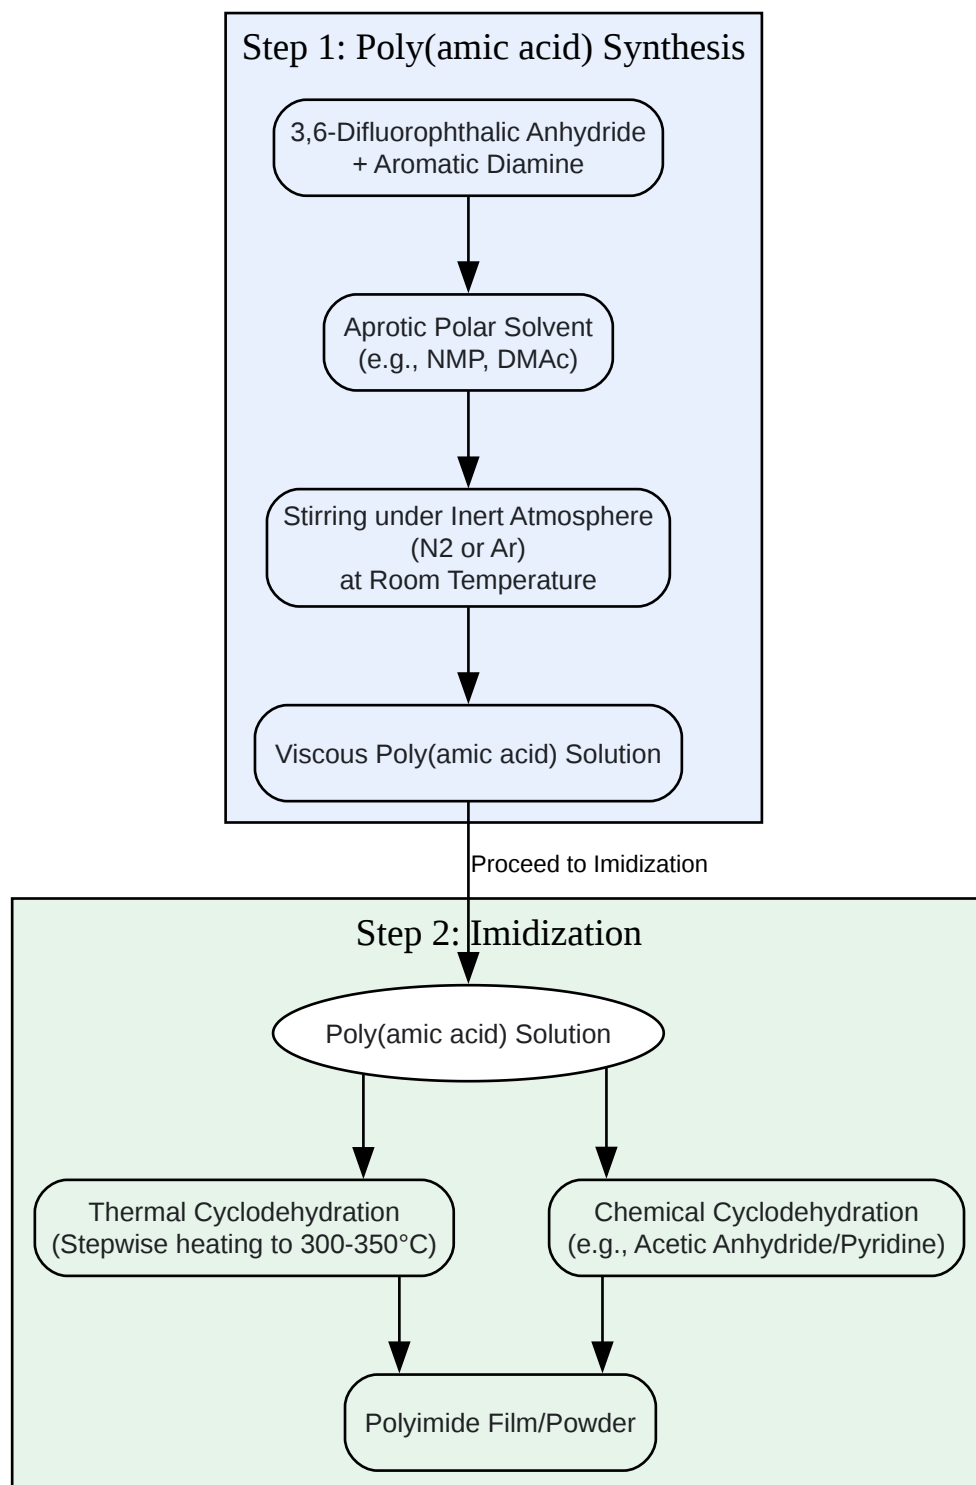 Step 1: Poly(amic acid) Synthesis
3,6-Difluorophthalic Anhydride
+ Aromatic Diamine
Aprotic Polar Solvent
(e.g., NMP, DMAc)
Stirring under Inert Atmosphere
(N2 or Ar)
at Room Temperature
Viscous Poly(amic acid) Solution
Proceed to Imidization
Step 2: Imidization
Poly(amic acid) Solution
Thermal Cyclodehydration
(Stepwise heating to 300-350°C)
Chemical Cyclodehydration
(e.g., Acetic Anhydride/Pyridine)
Polyimide Film/Powder